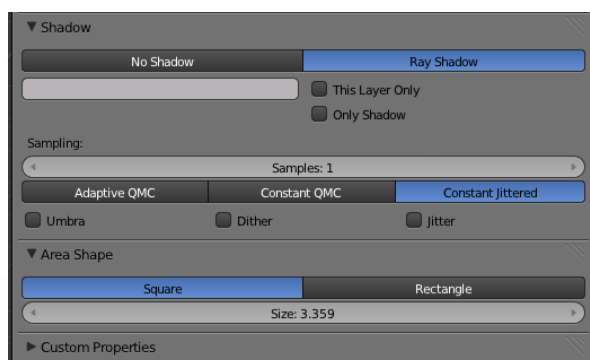 Shadow
No Shadow Ray Shadow
This Layer Only
Only Shadow
Sampling:
Samples: 1
Adaptive QMC Constant QMC Constant Jittered
Umbra Dither Jitter
Area Shape
Square Rectangle
Size: 3.359
Custom Properties